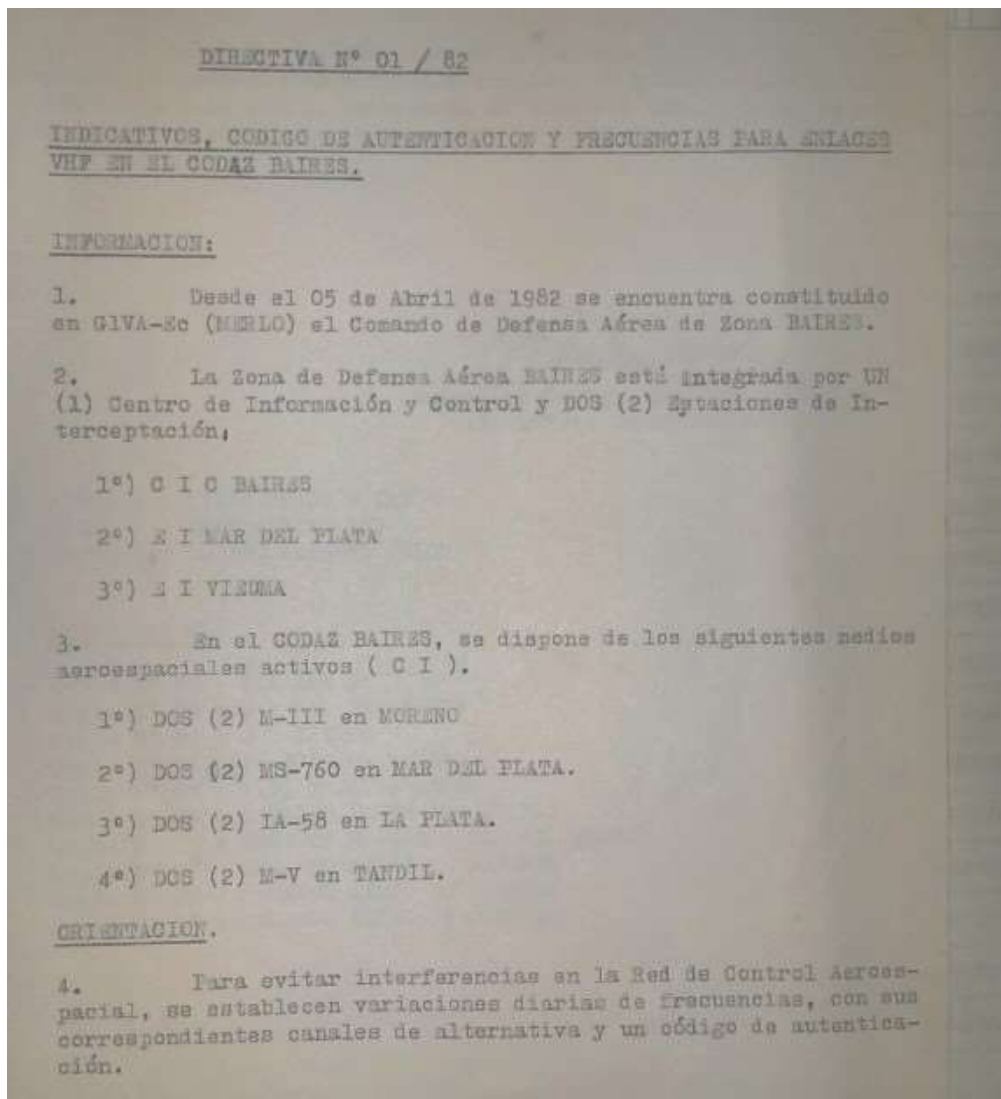 DIRECTIVA Nº 01 / 82
INDICATIVOS, CODIGO DE AUTENTICACION Y FRECUENCIAS PARA ENLACES
VHF EN EL CODAZ BAIRES.
INFORMACION:
1. Desde el 05 de Abril de 1982 se encuentra constituido
en G1VA-Ec (MERLO) el Comando de Defensa Aérea de Zona BAIRES.
2. La Zona de Defensa Aérea BAIRES está integrada por UN
(1) Centro de Información y Control y DOS (2) Estaciones de In-
terceptación,
1º) C I C BAIRES
2º) E I MAR DEL PLATA
3º) E I VIEDMA
3. En el CODAZ BAIRES, se dispone de los siguientes medios
aeroespaciales activos ( C I ).
1º) DOS (2) M-III en MORENO
2º) DOS (2) MS-760 en MAR DEL PLATA.
3º) DOS (2) IA-58 en LA PLATA.
4º) DOS (2) M-V en TANDIL.
ORIENTACION.
4. Para evitar interferencias en la Red de Control Aeroes-
pacial, se establecen variaciones diarias de frecuencias, con sus
correspondientes canales de alternativa y un código de autentica-
ción.